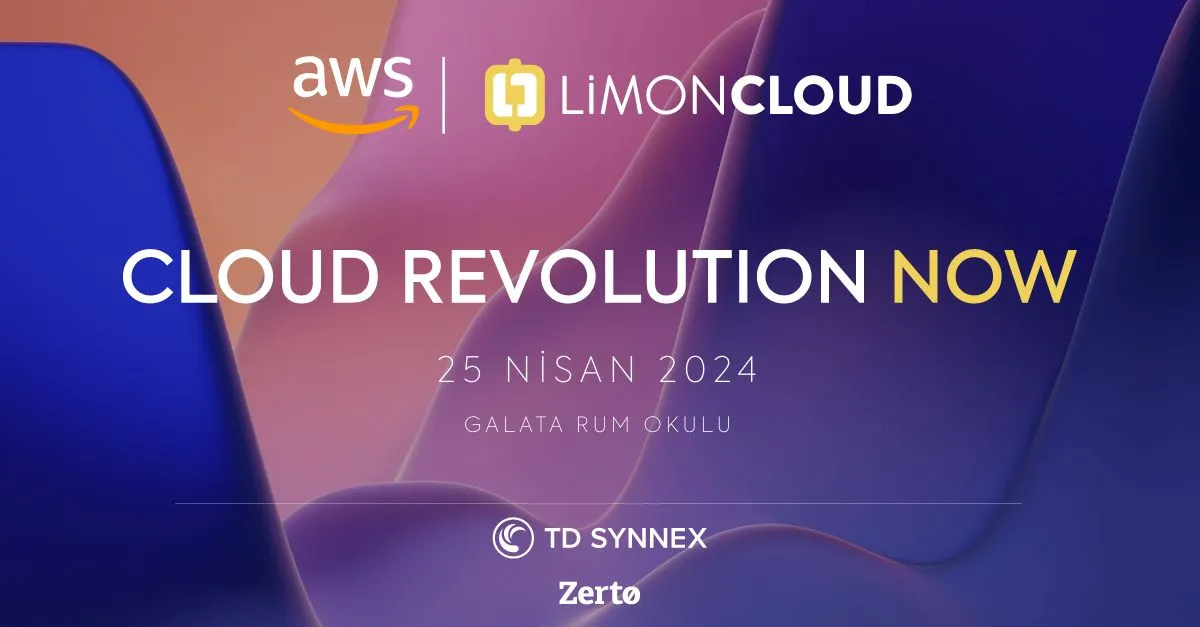 aws | LiMONCLOUD
CLOUD REVOLUTION NOW
25 NİSAN 2024
GALATA RUM OKULU
TD SYNNEX
Zertø